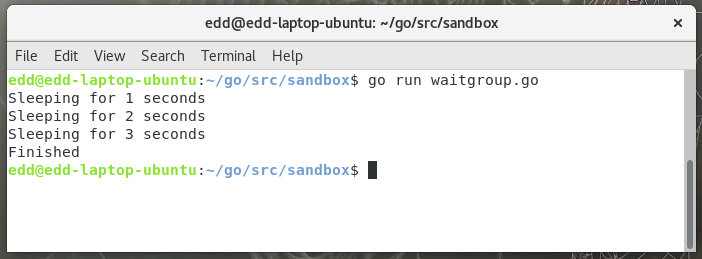 edd@edd-laptop-ubuntu: ~/go/src/sandbox ×
File Edit View Search Terminal Help
edd@edd-laptop-ubuntu:~/go/src/sandbox$ go run waitgroup.go
Sleeping for 1 seconds
Sleeping for 2 seconds
Sleeping for 3 seconds
Finished
edd@edd-laptop-ubuntu:~/go/src/sandbox$